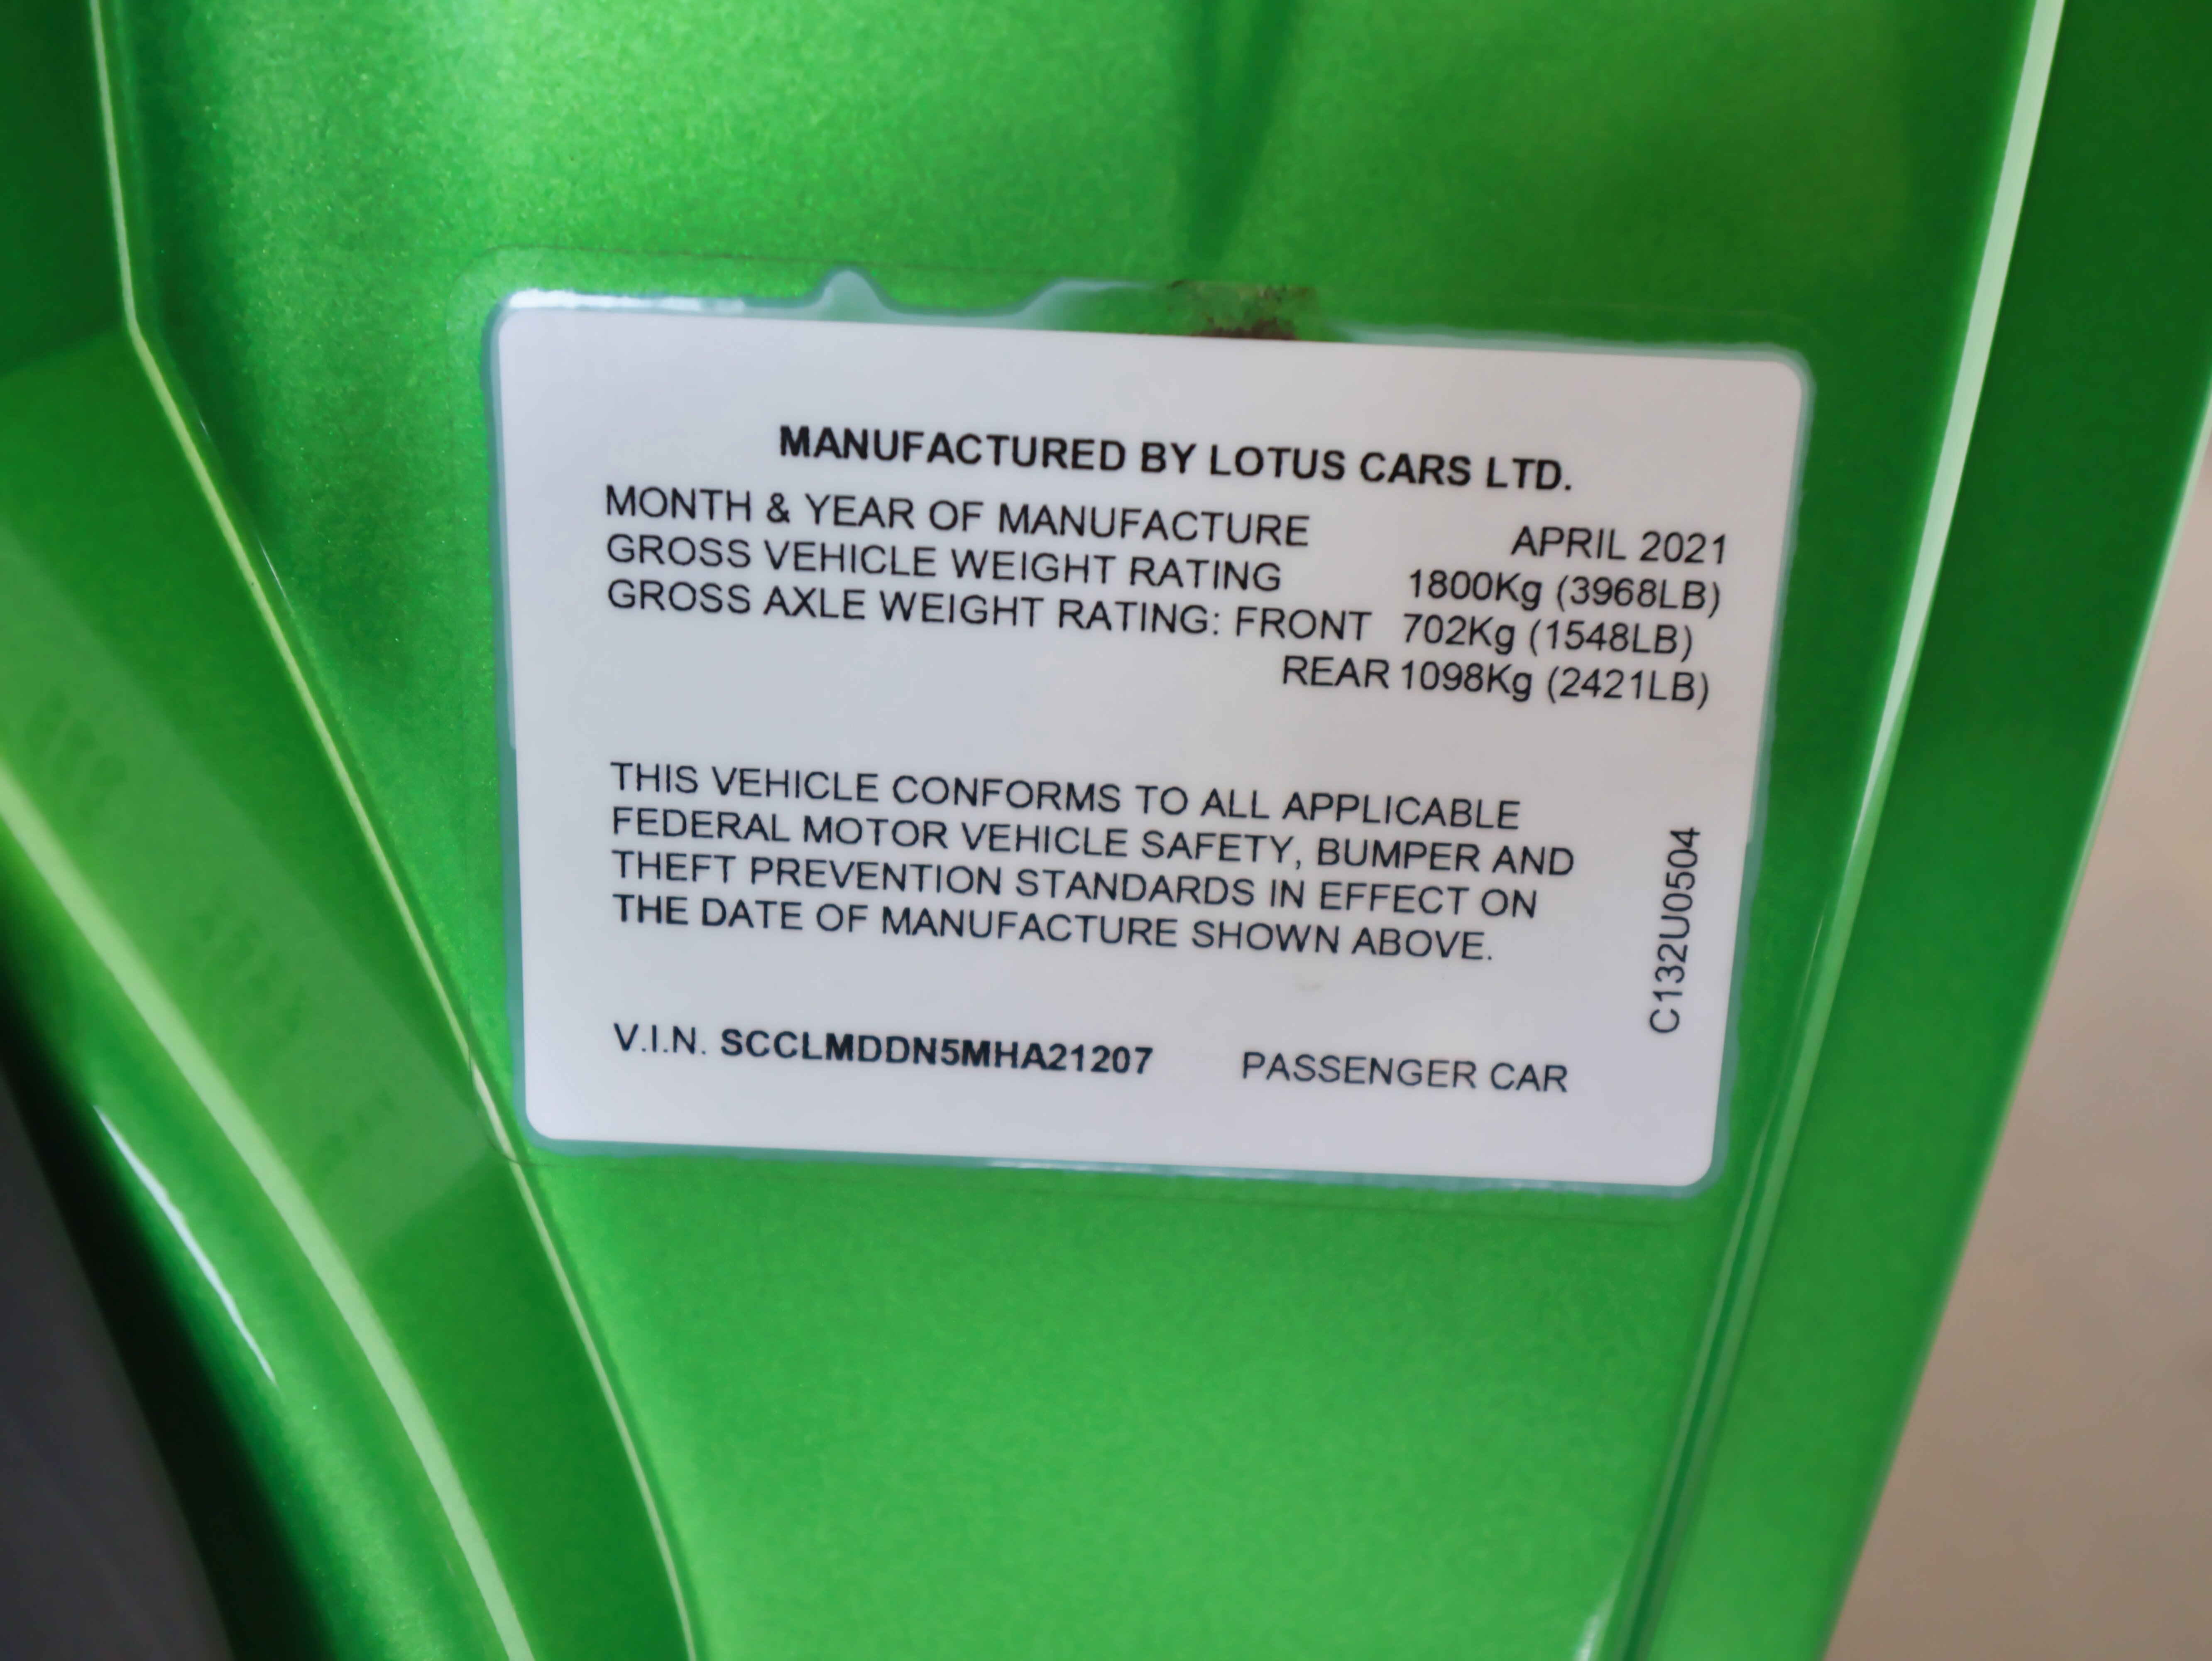 MANUFACTURED BY LOTUS CARS LTD.
MONTH & YEAR OF MANUFACTURE APRIL 2021
GROSS VEHICLE WEIGHT RATING 1800Kg (3968LB)
GROSS AXLE WEIGHT RATING: FRONT 702Kg (1548LB)
REAR 1098Kg (2421LB)
THIS VEHICLE CONFORMS TO ALL APPLICABLE
FEDERAL MOTOR VEHICLE SAFETY, BUMPER AND
THEFT PREVENTION STANDARDS IN EFFECT ON
THE DATE OF MANUFACTURE SHOWN ABOVE.
V.I.N. SCCLMDDN5MHA21207 PASSENGER CAR
C132U0504